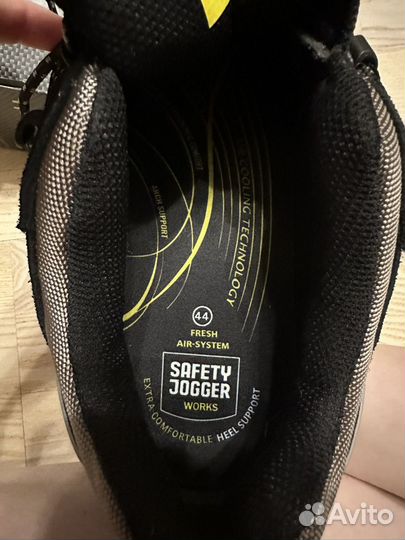 ARCH SUPPORT
COOLING TECHNOLOGY
44
FRESH
AIR-SYSTEM
SAFETY
JOGGER
WORKS
EXTRA COMFORTABLE HEEL SUPPORT
Avito